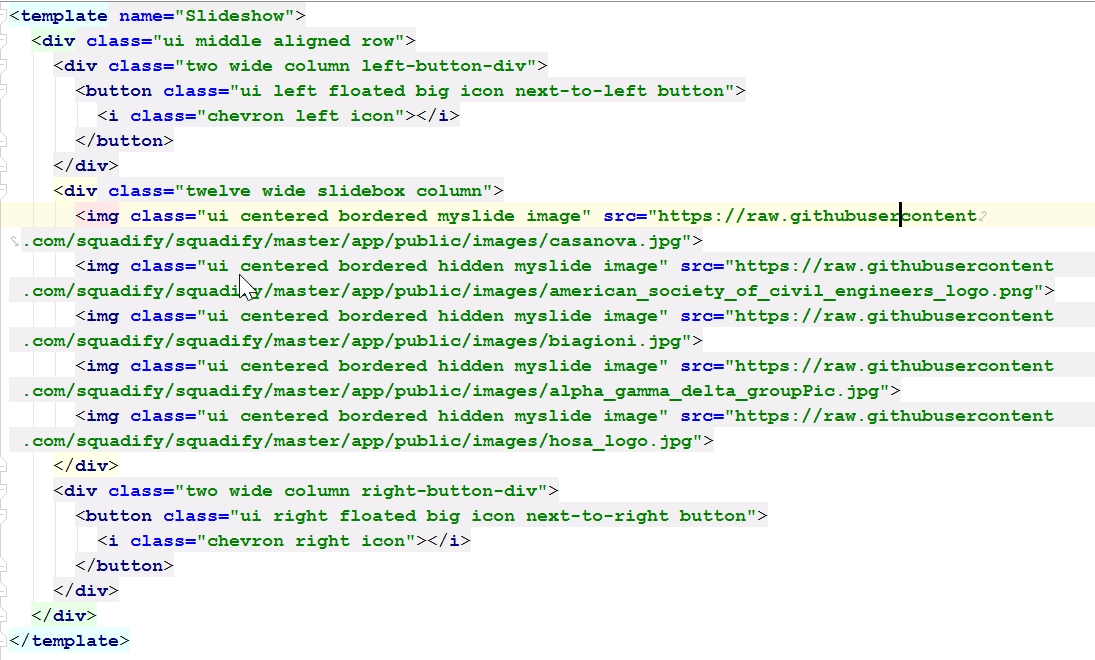 <template name="Slideshow">
  <div class="ui middle aligned row">
    <div class="two wide column left-button-div">
      <button class="ui left floated big icon next-to-left button">
        <i class="chevron left icon"></i>
      </button>
    </div>
    <div class="twelve wide slidebox column">
      <img class="ui centered bordered myslide image" src="https://raw.githubusercontent
.com/squadify/squadify/master/app/public/images/casanova.jpg">
      <img class="ui centered bordered hidden myslide image" src="https://raw.githubusercontent
.com/squadify/squadify/master/app/public/images/american_society_of_civil_engineers_logo.png">
      <img class="ui centered bordered hidden myslide image" src="https://raw.githubusercontent
.com/squadify/squadify/master/app/public/images/biagioni.jpg">
      <img class="ui centered bordered hidden myslide image" src="https://raw.githubusercontent
.com/squadify/squadify/master/app/public/images/alpha_gamma_delta_groupPic.jpg">
      <img class="ui centered bordered hidden myslide image" src="https://raw.githubusercontent
.com/squadify/squadify/master/app/public/images/hosa_logo.jpg">
    </div>
    <div class="two wide column right-button-div">
      <button class="ui right floated big icon next-to-right button">
        <i class="chevron right icon"></i>
      </button>
    </div>
  </div>
</template>